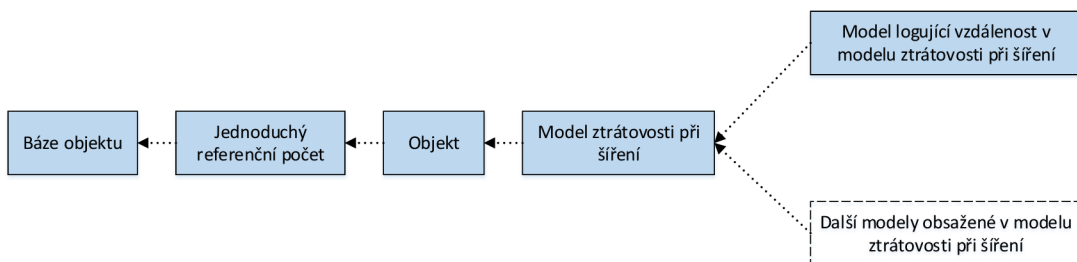 Model logující vzdálenost v
modelu ztrátovosti při šíření
Báze objektu
Jednoduchý
referenční počet
Objekt
Model ztrátovosti při
šíření
Další modely obsažené v modelu
ztrátovosti při šíření